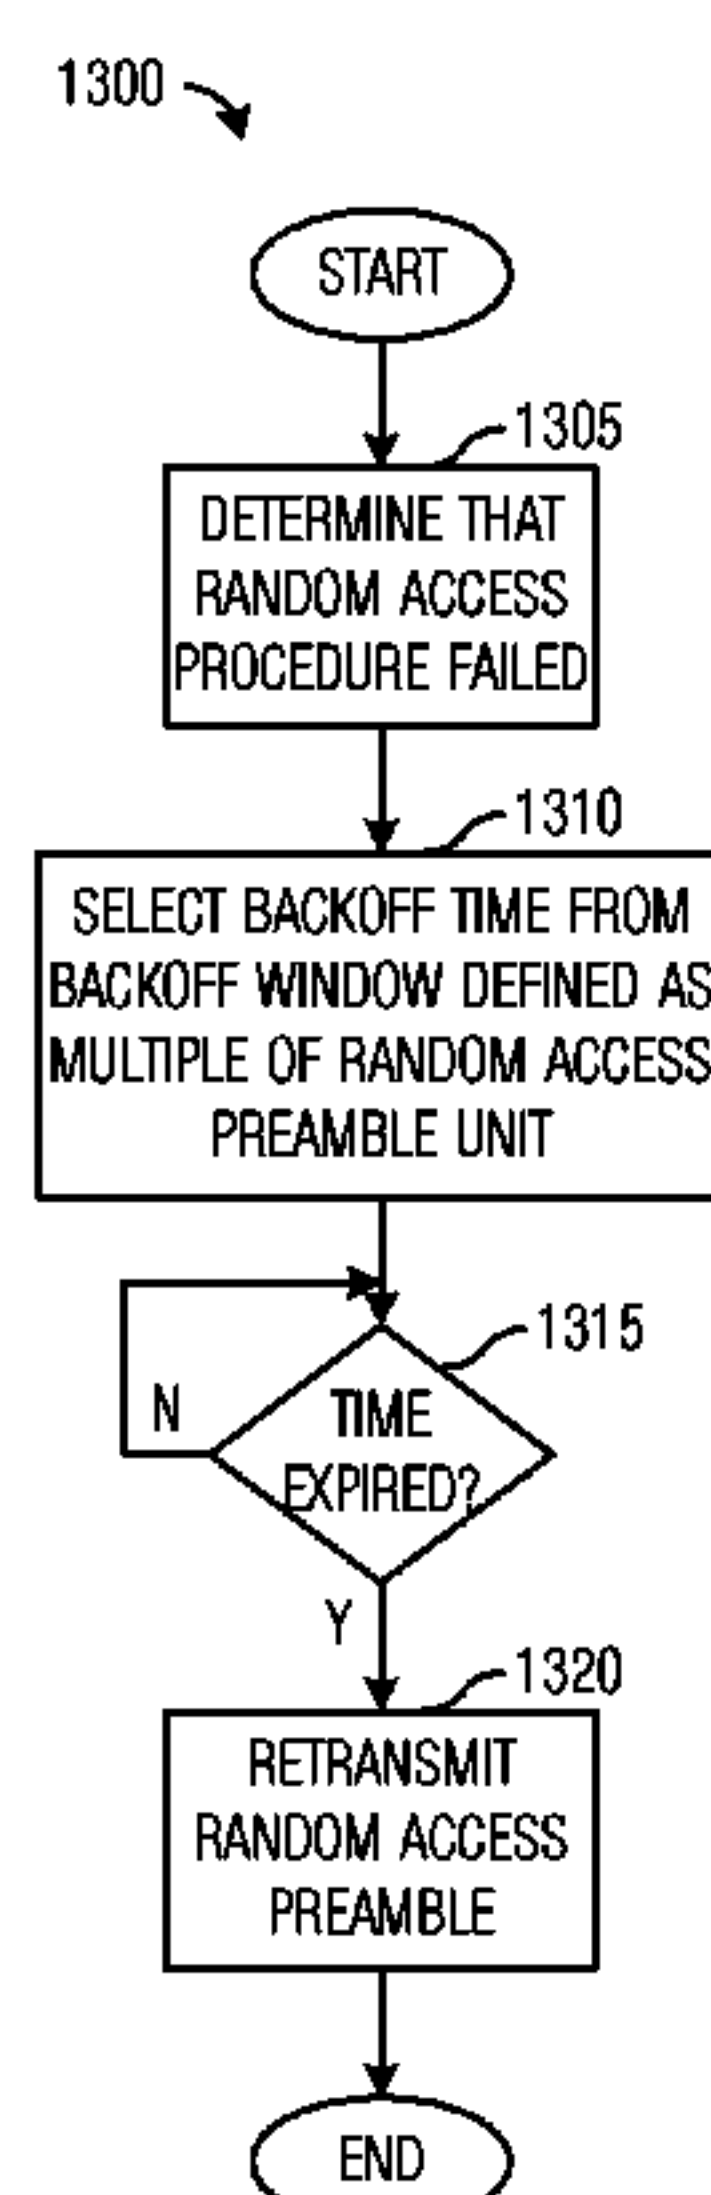 1300
START
1305
DETERMINE THAT
RANDOM ACCESS
PROCEDURE FAILED
1310
SELECT BACKOFF TIME FROM
BACKOFF WINDOW DEFINED AS
MULTIPLE OF RANDOM ACCESS
PREAMBLE UNIT
1315
TIME
EXPIRED?
N
Y
1320
RETRANSMIT
RANDOM ACCESS
PREAMBLE
END